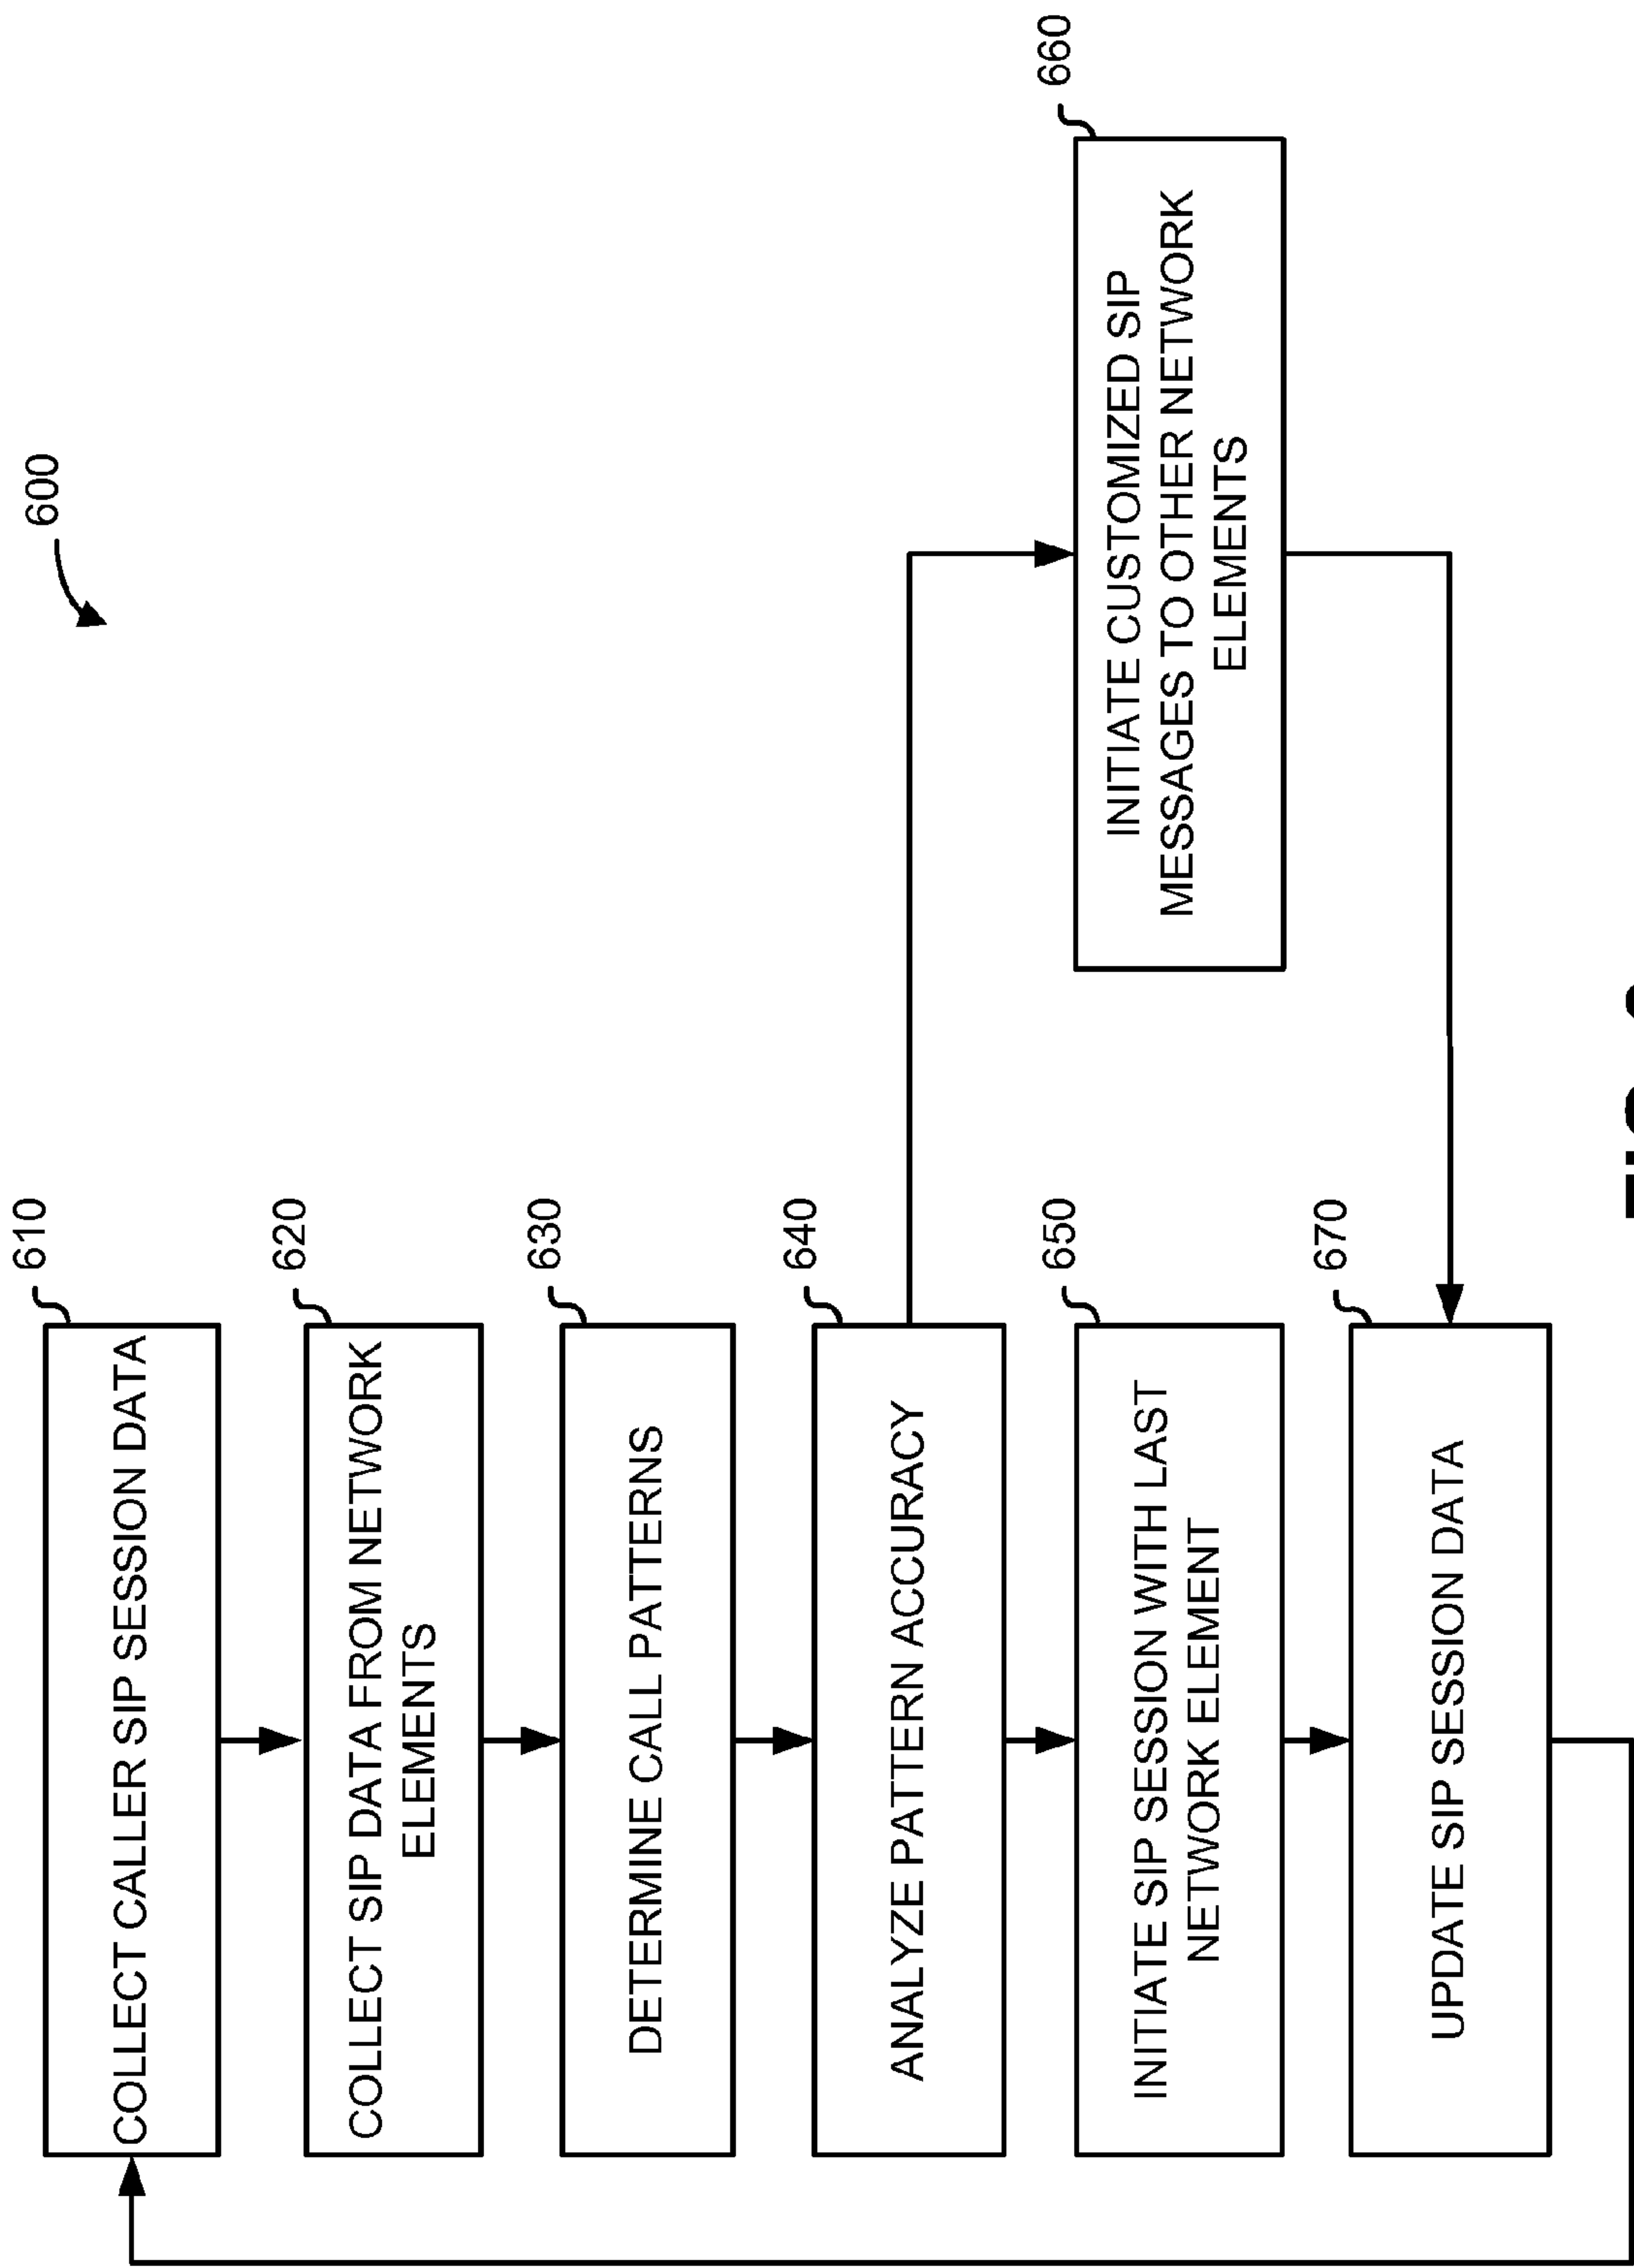 600
610
COLLECT CALLER SIP SESSION DATA
620
COLLECT SIP DATA FROM NETWORK
ELEMENTS
630
DETERMINE CALL PATTERNS
640
ANALYZE PATTERN ACCURACY
650
INITIATE SIP SESSION WITH LAST
NETWORK ELEMENT
660
INITIATE CUSTOMIZED SIP
MESSAGES TO OTHER NETWORK
ELEMENTS
670
UPDATE SIP SESSION DATA